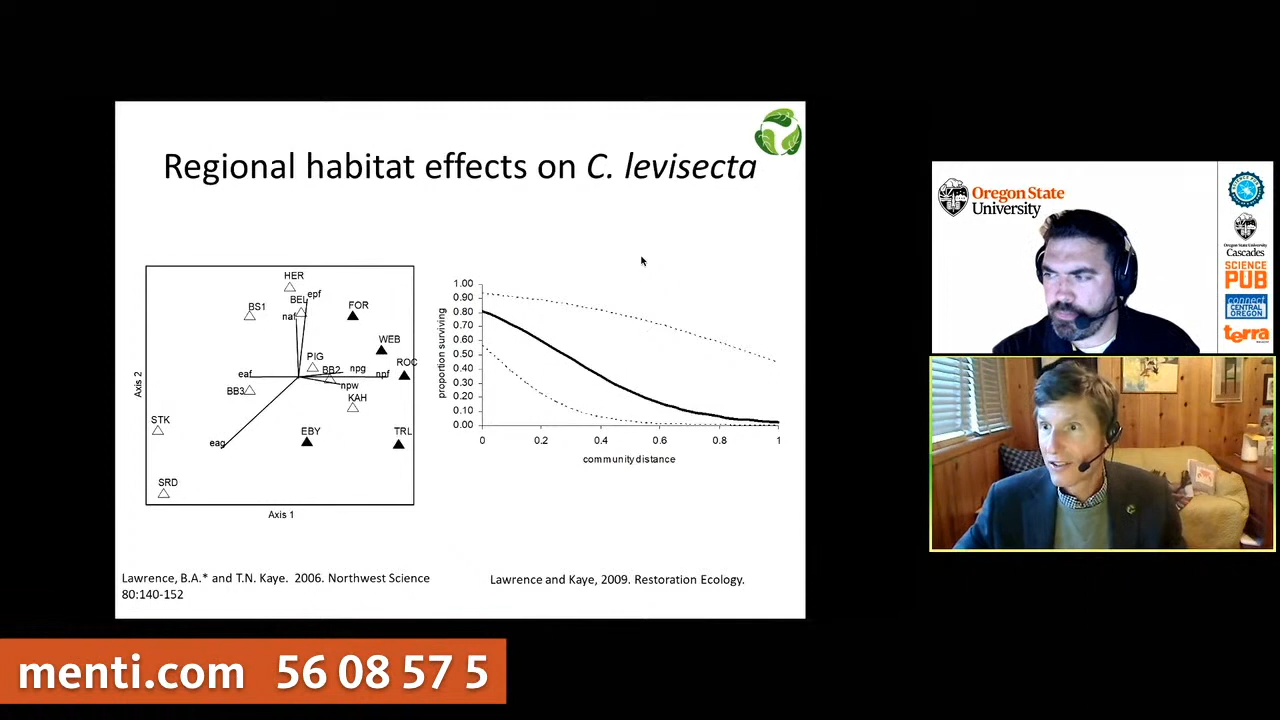 Regional habitat effects on C. levisecta
HER
BS1
BEL
epf
naf
FOR
WEB
PIG
ROC
eaf
BB2
npg
npf
npw
BB3
KAH
STK
EBY
TRL
eag
SRD
Axis 2
Axis 1
1.00
0.90
0.80
0.70
0.60
0.50
0.40
0.30
0.20
0.10
0.00
proportion surviving
0
0.2
0.4
0.6
0.8
1
community distance
Lawrence, B.A.* and T.N. Kaye. 2006. Northwest Science
80:140-152
Lawrence and Kaye, 2009. Restoration Ecology.
Oregon State
University
Oregon State University
Cascades
SCIENCE
PUB
connect
CENTRAL
OREGON
terra
menti.com 56 08 57 5